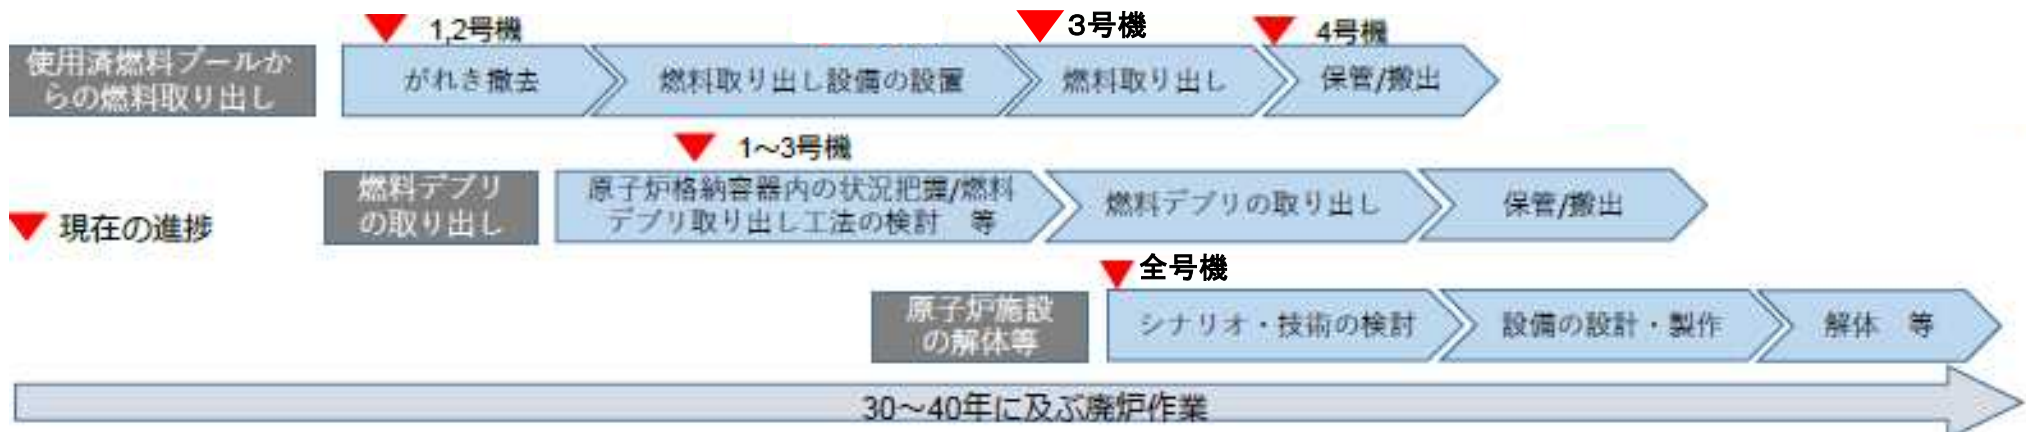 1,2号機
3号機
4号機
使用済燃料プールか
らの燃料取り出し
がれき撤去
燃料取り出し設備の設置
燃料取り出し
保管/搬出
1～3号機
燃料デブリ
の取り出し
原子炉格納容器内の状況把握/燃料
デブリ取り出し工法の検討　等
燃料デブリの取り出し
保管/搬出
現在の進捗
全号機
原子炉施設
の解体等
シナリオ・技術の検討
設備の設計・製作
解体　等
30～40年に及ぶ廃炉作業